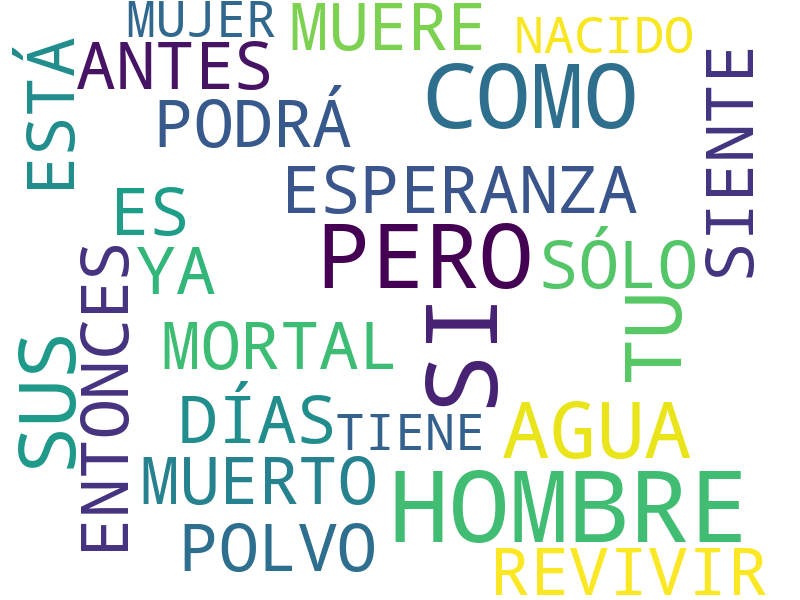 MUJER
MUERE
NACIDO
ESTÁ
ANTES
COMO
SIENTE
PODRÁ
ESPERANZA
ES
PERO
SÓLO
YA
ENTONCES
TU
SI
MORTAL
SUS
DÍAS
TIENE
AGUA
MUERTO
HOMBRE
POLVO
REVIVIR